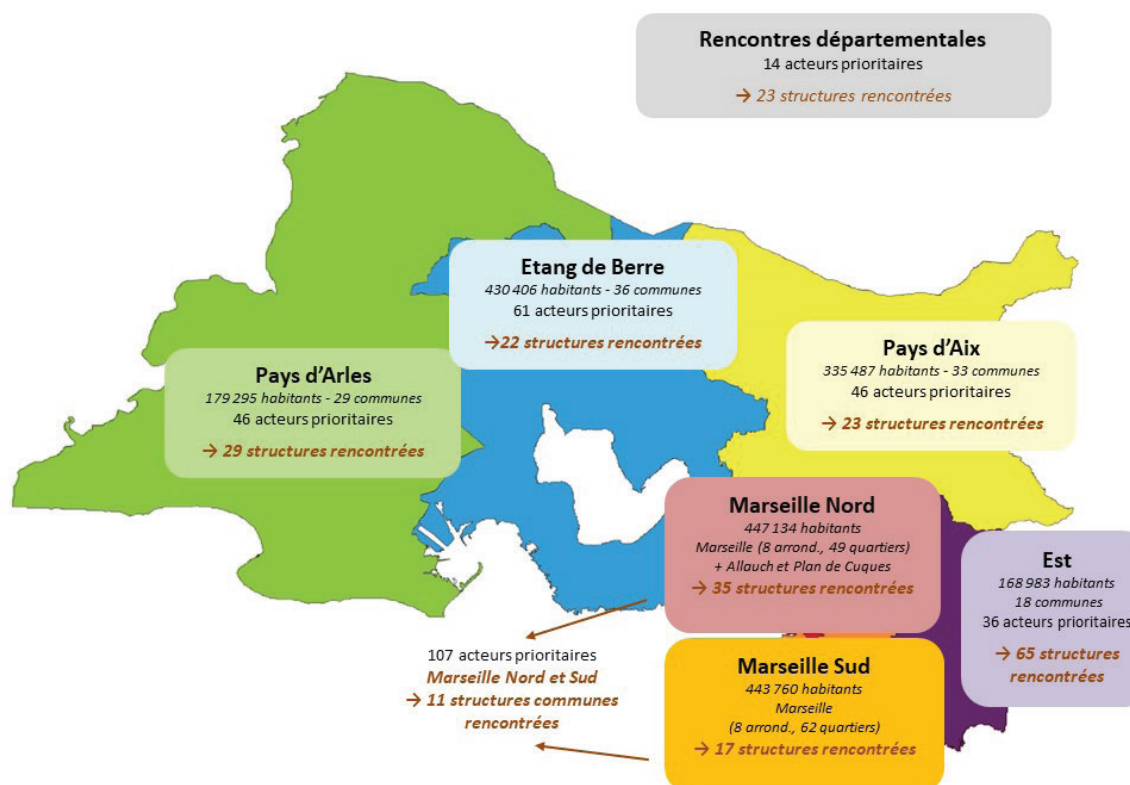 Rencontres départementales
14 acteurs prioritaires
→ 23 structures rencontrées
Etang de Berre
430 406 habitants - 36 communes
61 acteurs prioritaires
→22 structures rencontrées
Pays d'Aix
335 487 habitants - 33 communes
46 acteurs prioritaires
→ 23 structures rencontrées
Pays d'Arles
179 295 habitants - 29 communes
46 acteurs prioritaires
→ 29 structures rencontrées
Marseille Nord
447 134 habitants
Marseille (8 arrond., 49 quartiers)
+ Allauch et Plan de Cuques
→ 35 structures rencontrées
Est
168 983 habitants
18 communes
36 acteurs prioritaires
→ 65 structures
rencontrées
107 acteurs prioritaires
Marseille Nord et Sud
→ 11 structures communes
rencontrées
Marseille Sud
443 760 habitants
Marseille
(8 arrond., 62 quartiers)
→ 17 structures rencontrées